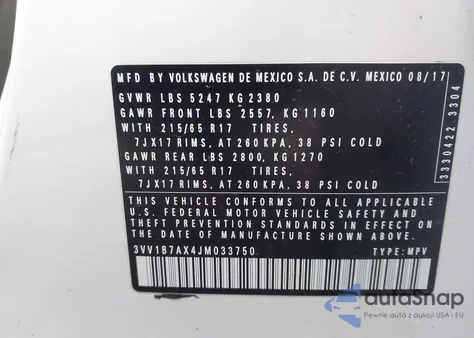 MFD BY VOLKSWAGEN DE MEXICO S.A. DE C.V. MEXICO 08/17
GVWR LBS 5247 KG 2380
GAWR FRONT LBS 2557, KG 1160
WITH 215/65 R17 TIRES,
7JX17 RIMS, AT 260 KPA, 38 PSI COLD
GAWR REAR LBS 2800, KG 1270
WITH 215/65 R17 TIRES,
7JX17 RIMS, AT 260 KPA, 38 PSI COLD
THIS VEHICLE CONFORMS TO ALL APPLICABLE
U.S. FEDERAL MOTOR VEHICLE SAFETY AND
THEFT PREVENTION STANDARDS IN EFFECT ON
THE DATE OF MANUFACTURE SHOWN ABOVE.
3VV1B7AX4JM033750 TYPE: MPV
3330422 3304
autoSnap
Pewne auta z aukcji USA i EU